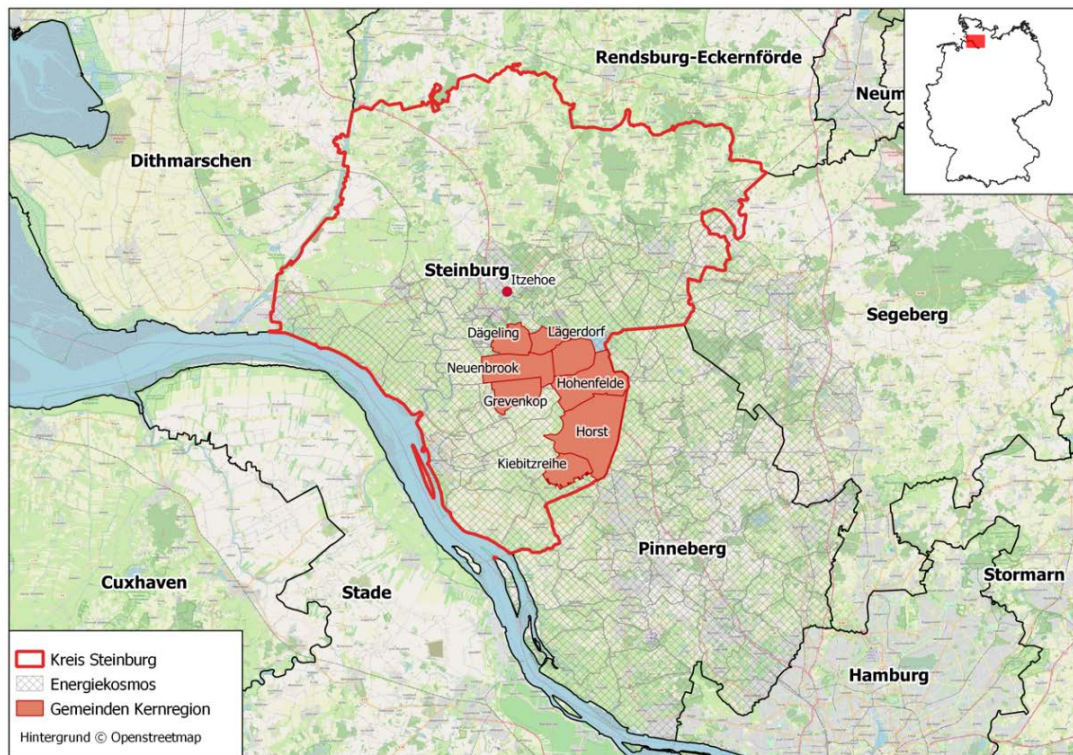 Rendsburg-Eckernförde
Neum
Dithmarschen
Steinburg
Itzehoe
Segeberg
Dägeling
Lägerdorf
Neuenbrook
Hohenfelde
Grevenkop
Horst
Kiebitzreihe
Pinneberg
Cuxhaven
Stade
Stormarn
Hamburg
Kreis Steinburg
Energiekosmos
Gemeinden Kernregion
Hintergrund © Openstreetmap